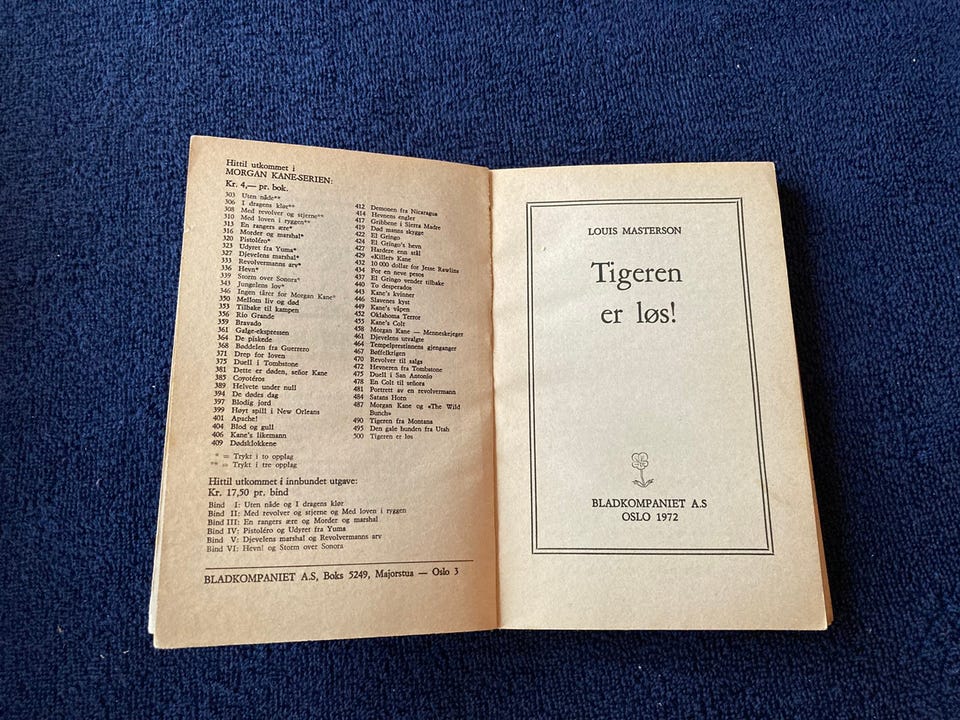 Hittil utkommet i
MORGAN KANE-SERIEN:
Kr. 4,— pr. bok.
303 Uten nåde**
306 I dragens klør**
308 Med revolver og stjerne**
310 Med loven i ryggen**
313 En rangers ære*
316 Morder og marshal*
320 Pistoléro*
323 Udyret fra Yuma*
327 Djevelens marshal*
333 Revolvermanns arv*
336 Hevn*
339 Storm over Sonora*
343 Jungelens lov*
346 Ingen tårer for Morgan Kane*
350 Mellom liv og død
353 Tilbake til kampen
356 Rio Grande
359 Bravado
361 Galge-ekspressen
364 De piskede
368 Bøddelen fra Guerrero
371 Drep for loven
375 Duell i Tombstone
381 Dette er døden, señor Kane
385 Coyotéros
389 Helvete under null
394 De dødes dag
397 Blodig jord
399 Høyt spill i New Orleans
401 Apache!
404 Blod og gull
406 Kane's likemann
409 Dødsklokkene
412 Demonen fra Nicaragua
414 Hevnens engler
417 Gribbene i Sierra Madre
419 Død manns skygge
422 El Gringo
424 El Gringo's hevn
427 Hardere enn stål
429 «Killer» Kane
432 10 000 dollar for Jesse Rawlins
434 For en neve pesos
437 El Gringo vender tilbake
440 To desperados
443 Kane's kvinner
446 Slavenes kyst
449 Kane's våpen
452 Oklahoma Terror
455 Kane's Colt
458 Morgan Kane — Menneskejeger
461 Djevelens utvalgte
464 Tempelprestinnens gjenganger
467 Bøffelkrigen
470 Revolver til salgs
472 Hevneren fra Tombstone
475 Duell i San Antonio
478 En Colt til señora
481 Portrett av en revolvermann
484 Satans Horn
487 Morgan Kane og «The Wild
Bunch»
490 Tigeren fra Montana
495 Den gale hunden fra Utah
500 Tigeren er løs
* = Trykt i to opplag
** = Trykt i tre opplag
Hittil utkommet i innbundet utgave:
Kr. 17,50 pr. bind
Bind I: Uten nåde og I dragens klør
Bind II: Med revolver og stjerne og Med loven i ryggen
Bind III: En rangers ære og Morder og marshal
Bind IV: Pistoléro og Udyret fra Yuma
Bind V: Djevelens marshal og Revolvermanns arv
Bind VI: Hevn! og Storm over Sonora
BLADKOMPANIET A.S, Boks 5249, Majorstua — Oslo 3
LOUIS MASTERSON
Tigeren
er løs!
BLADKOMPANIET A.S
OSLO 1972